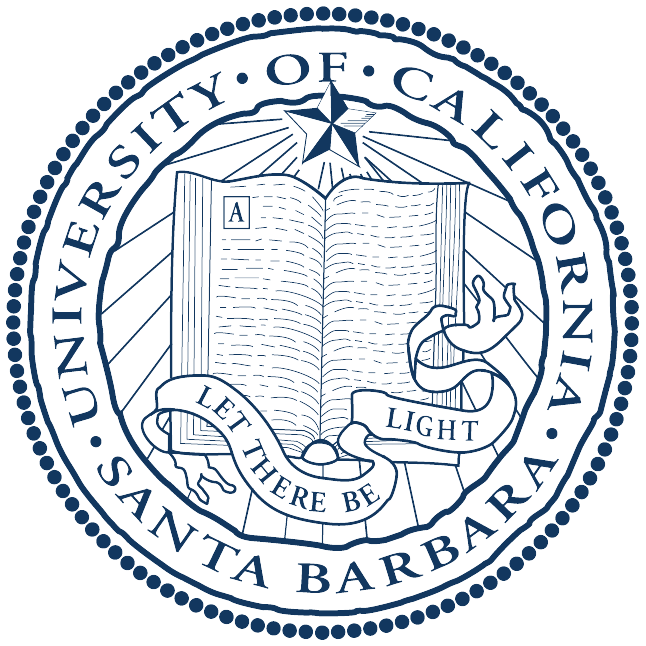 UNIVERSITY · OF · CALIFORNIA
· SANTA BARBARA ·
A
LET THERE BE
LIGHT